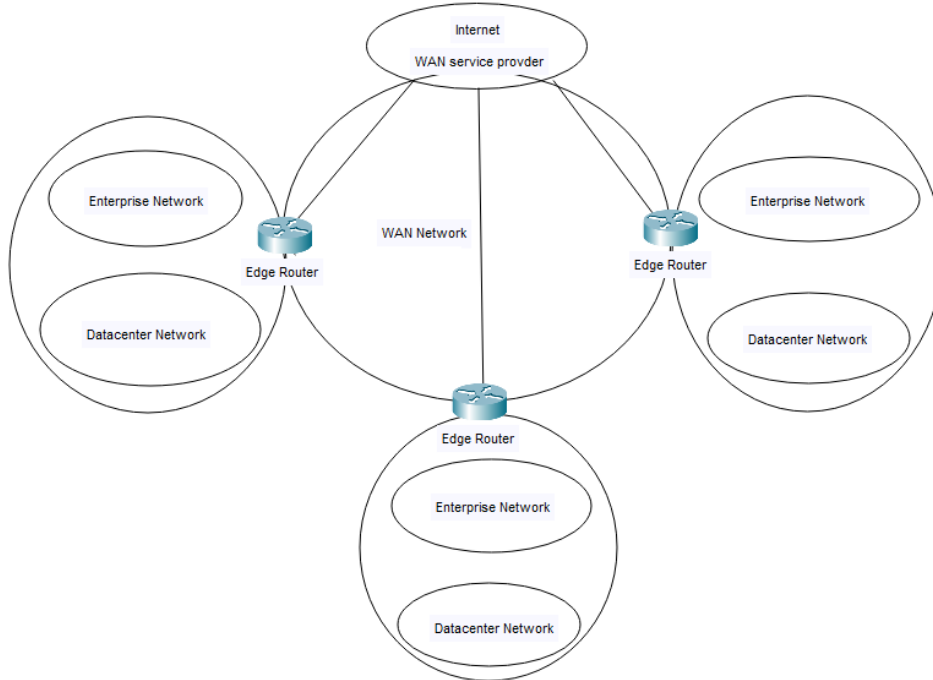 Internet
WAN service provder
Enterprise Network
Enterprise Network
WAN Network
Edge Router
Edge Router
Datacenter Network
Datacenter Network
Edge Router
Enterprise Network
Datacenter Network